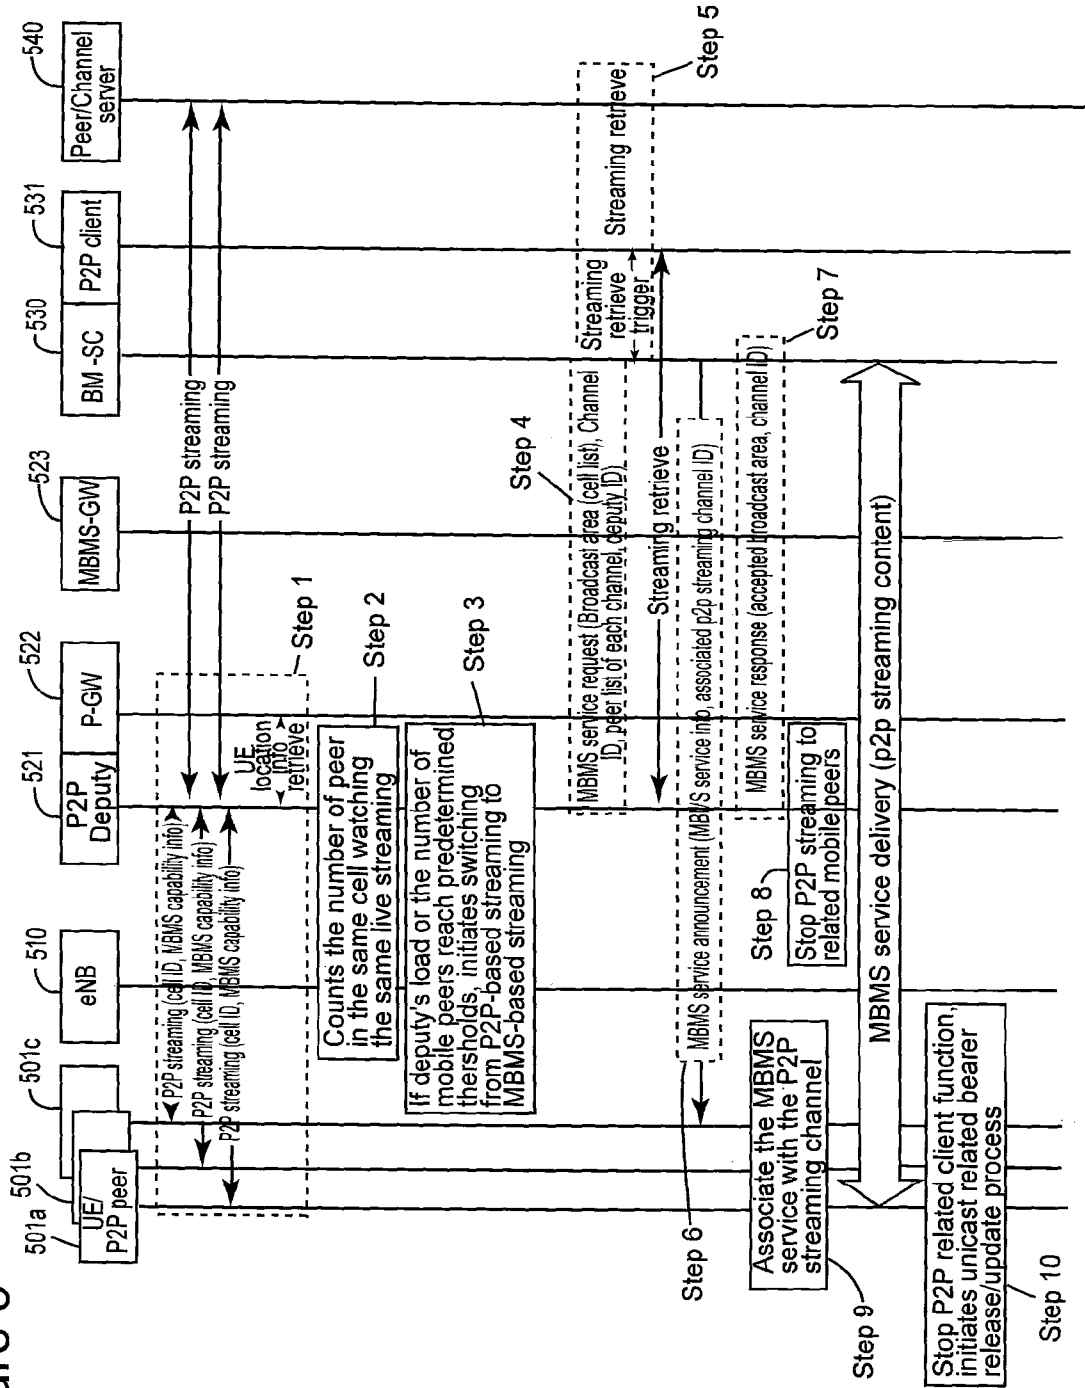 501a
501b
501c
UE/
P2P peer
510
eNB
521
P2P
Deputy
522
P-GW
523
MBMS-GW
530
BM -SC
531
P2P client
540
Peer/Channel
server
P2P streaming (cell ID, MBMS capability info)
P2P streaming (cell ID, MBMS capability info)
P2P streaming (cell ID, MBMS capability info)
P2P streaming
P2P streaming
UE
location
info
retrieve
Step 1
Counts the number of peer
in the same cell watching
the same live streaming
Step 2
If deputy's load or the number of
mobile peers reach predetermined
thersholds, initiates switching
from P2P-based streaming to
MBMS-based streaming
Step 3
Step 4
MBMS service request (Broadcast area (cell list), Channel
ID, peer list of each channel, deputy ID)
Streaming
retrieve
trigger
Streaming retrieve
Step 5
Streaming retrieve
MBMS service announcement (MBMS service info, associated p2p streaming channel ID)
Step 6
MBMS service response (accepted broadcast area, channel ID)
Step 7
Step 8
Stop P2P streaming to
related mobile peers
Associate the MBMS
service with the P2P
streaming channel
Step 9
MBMS service delivery (p2p streaming content)
Stop P2P related client function,
initiates unicast related bearer
release/update process
Step 10